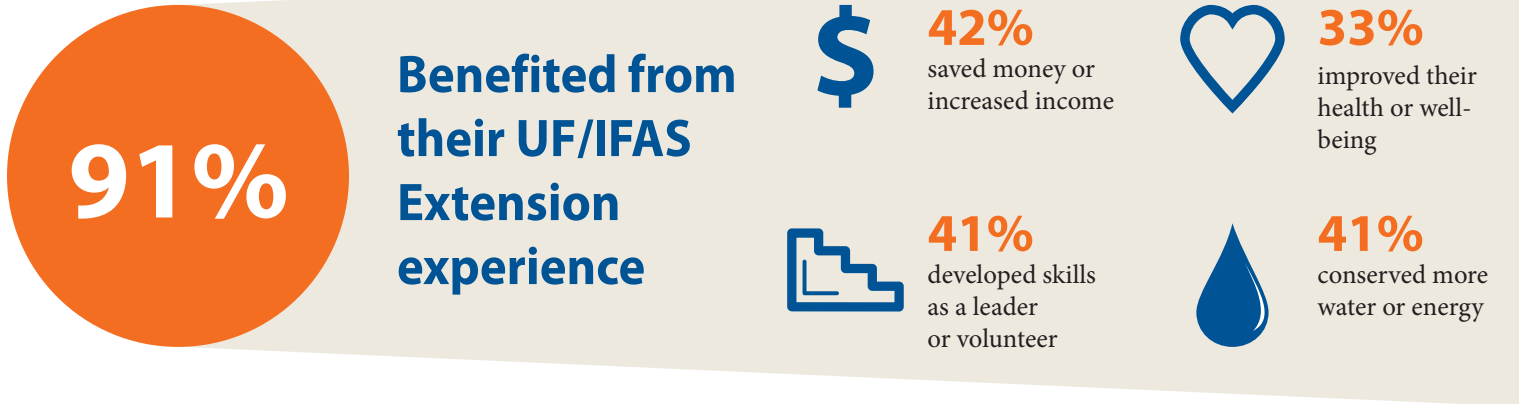 91%
Benefited from
their UF/IFAS
Extension
experience
42%
saved money or
increased income
33%
improved their
health or well-
being
41%
developed skills
as a leader
or volunteer
41%
conserved more
water or energy